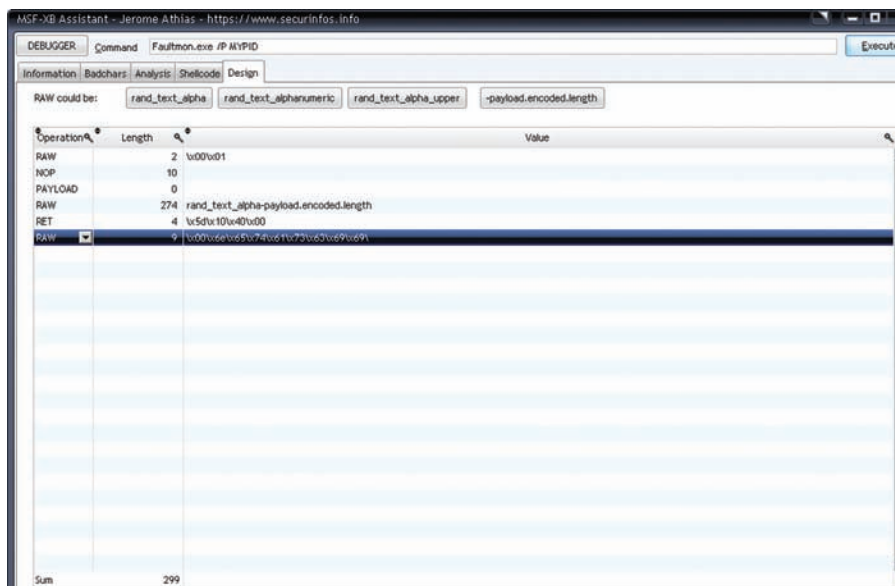 MSF-XB Assistant - Jerome Athias - https://www.securinfos.info
DEBUGGER Command Faultmon.exe /P MYPID Execut
Information Badchars Analysis Shellcode Design
RAW could be: rand_text_alpha rand_text_alphanumeric rand_text_alpha_upper -payload.encoded.length
Operation Length Value
RAW 2 \x00\x01
NOP 10
PAYLOAD 0
RAW 274 rand_text_alpha-payload.encoded.length
RET 4 \x5d\x10\x40\x00
RAW 9 \x00\x6e\x65\x74\x61\x73\x63\x69\x69\
Sum 299